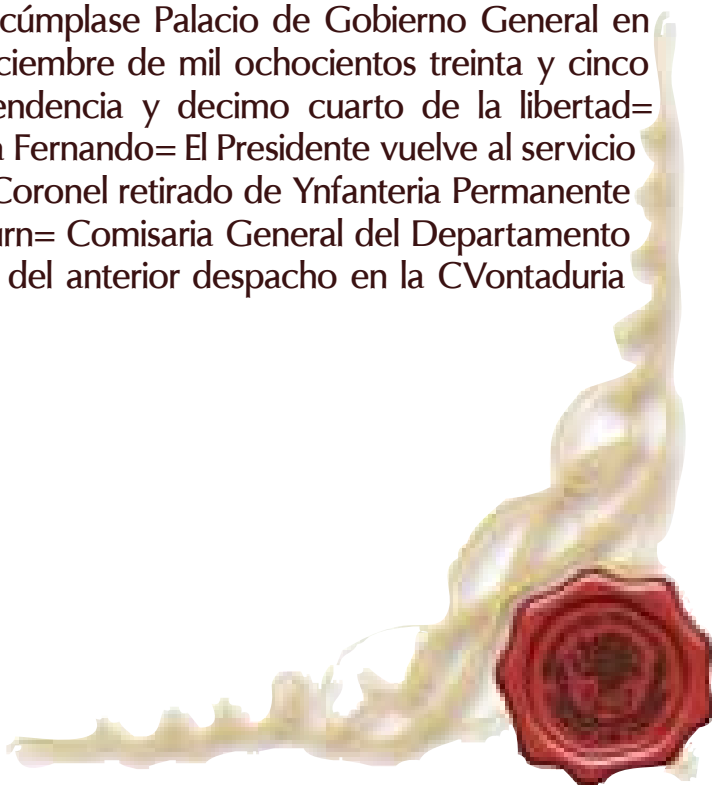 cúmplase Palacio de Gobierno General en
ciembre de mil ochocientos treinta y cinco
endencia y decimo cuarto de la libertad=
a Fernando= El Presidente vuelve al servicio
Coronel retirado de Ynfanteria Permanente
urn= Comisaria General del Departamento
del anterior despacho en la CVontaduria